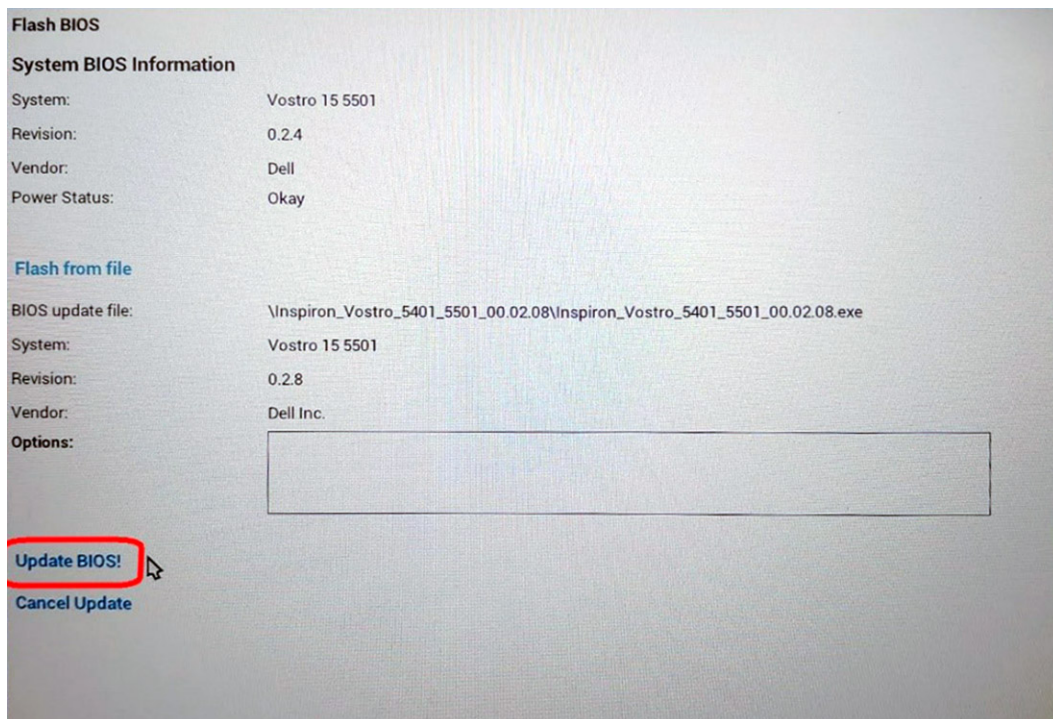 Flash BIOS
System BIOS Information
System: Vostro 15 5501
Revision: 0.2.4
Vendor: Dell
Power Status: Okay
Flash from file
BIOS update file: \Inspiron_Vostro_5401_5501_00.02.08\Inspiron_Vostro_5401_5501_00.02.08.exe
System: Vostro 15 5501
Revision: 0.2.8
Vendor: Dell Inc.
Options:
Update BIOS!
Cancel Update